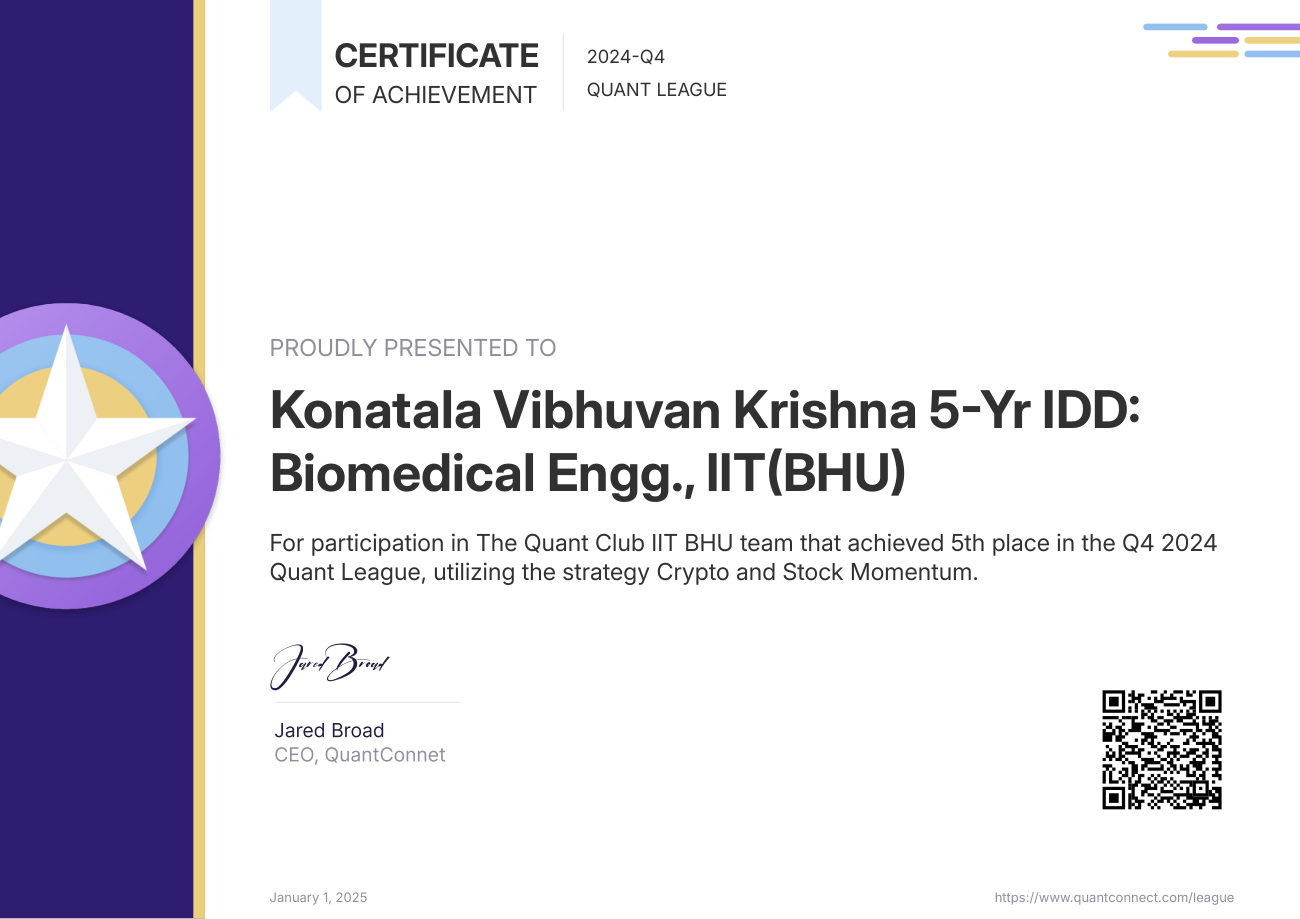 CERTIFICATE
OF ACHIEVEMENT
2024-Q4
QUANT LEAGUE
PROUDLY PRESENTED TO
Konatala Vibhuvan Krishna 5-Yr IDD:
Biomedical Engg., IIT(BHU)
For participation in The Quant Club IIT BHU team that achieved 5th place in the Q4 2024
Quant League, utilizing the strategy Crypto and Stock Momentum.
Jared Broad
Jared Broad
CEO, QuantConnet
January 1, 2025
https://www.quantconnect.com/league